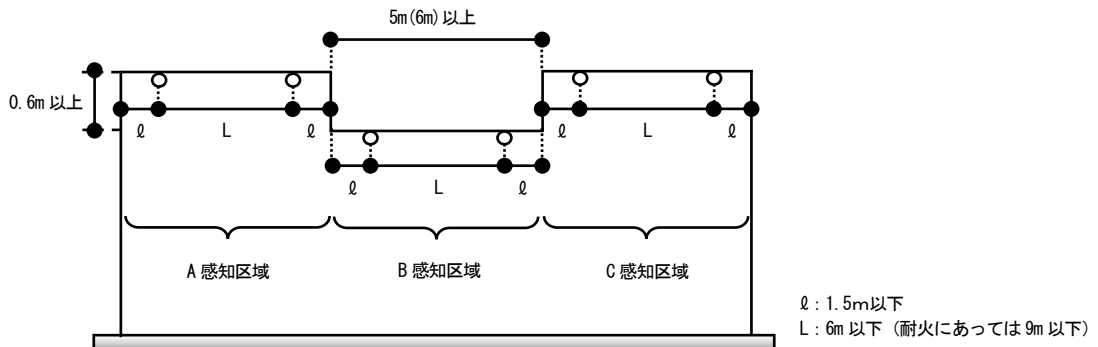 5m(6m)以上
0.6m以上
ℓ L ℓ
ℓ L ℓ
ℓ L ℓ
A感知区域
B感知区域
C感知区域
ℓ:1.5m以下
L:6m以下(耐火にあっては9m以下)